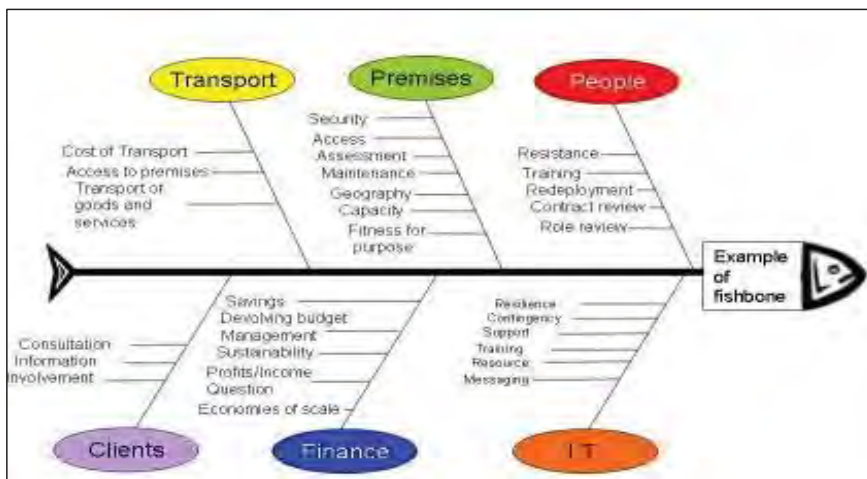 Transport
Premises
People
Cost of Transport
Access to premises
Transport of
goods and
services
Security
Access
Assessment
Maintenance
Geography
Capacity
Fitness for
purpose
Resistance
Training
Redeployment
Contract review
Role review
Example
of
fishbone
Consultation
Information
Involvement
Savings
Devolving budget
Management
Sustainability
Profits/Income
Question
Economies of scale
Resilience
Contingency
Support
Training
Resource
Messaging
Clients
Finance
I T